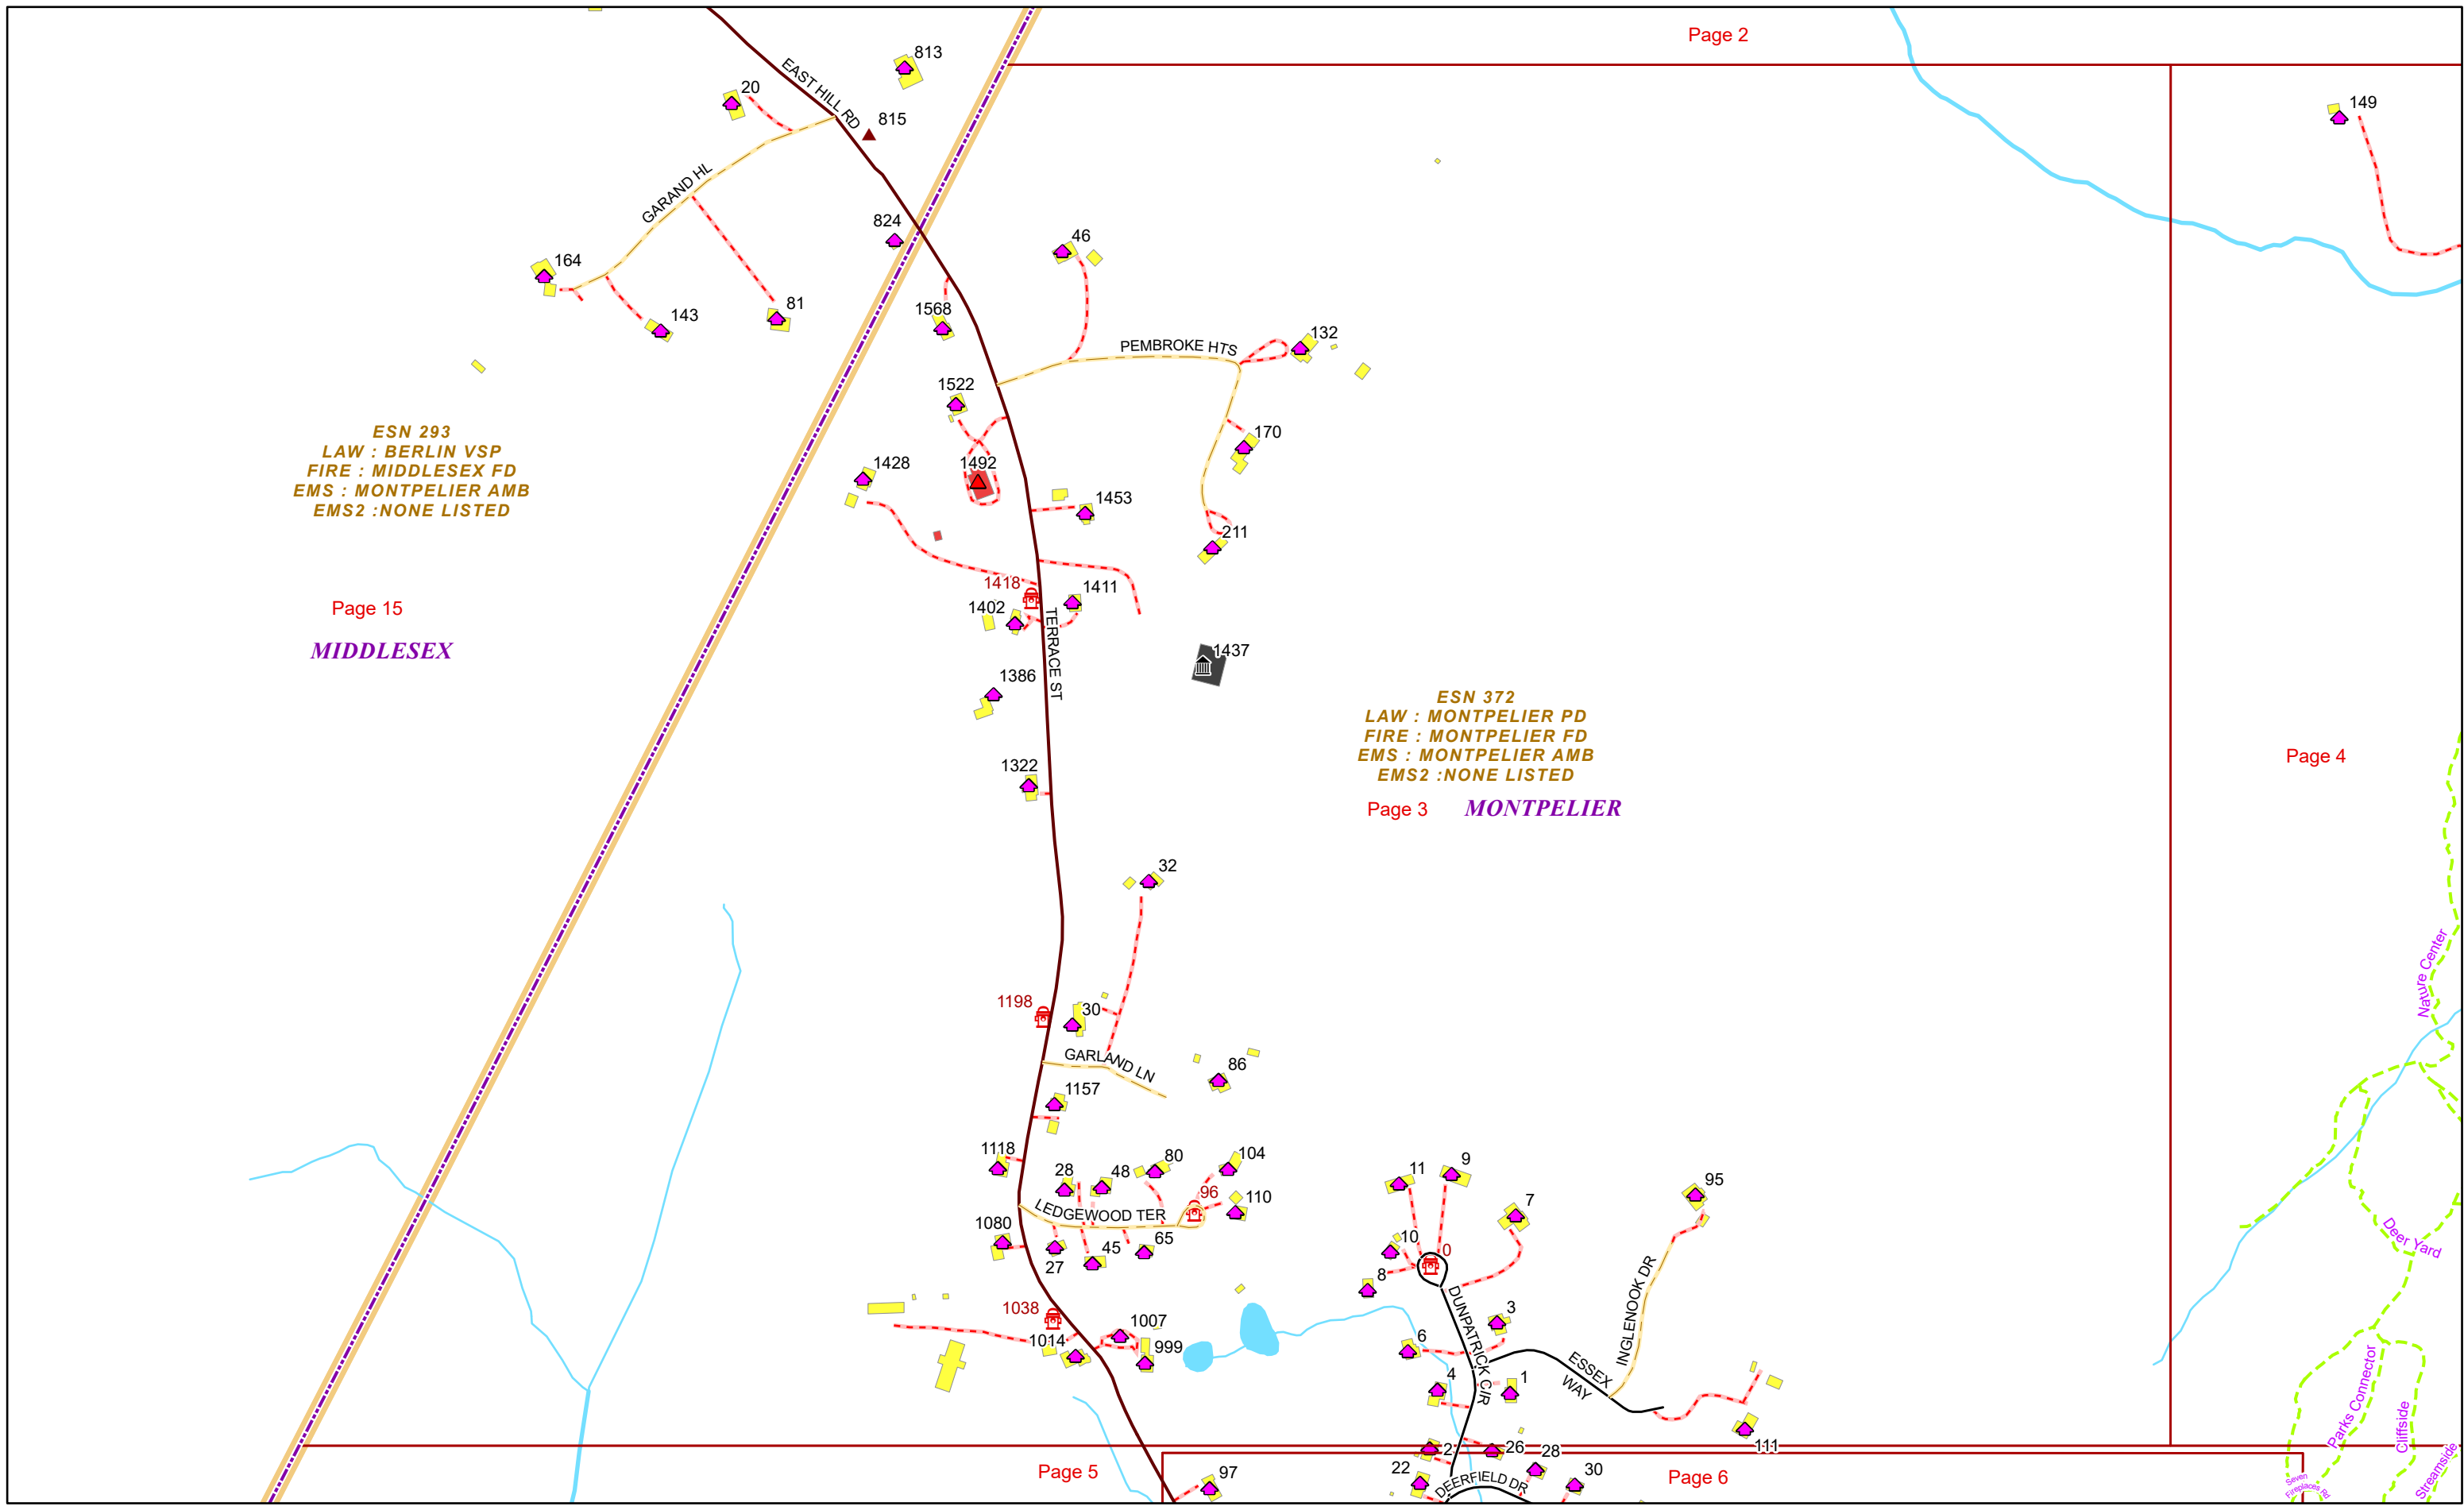 Page 2
813
EAST HILL RD
20
149
815
GARAND HL
824
46
164
1568
81
143
132
PEMBROKE HTS
1522
ESN 293
LAW : BERLIN VSP
FIRE : MIDDLESEX FD
EMS : MONTPELIER AMB
EMS2 :NONE LISTED
170
1428
1492
1453
211
1418
1411
1402
Page 15
TERRACE ST
MIDDLESEX
1437
1386
ESN 372
LAW : MONTPELIER PD
FIRE : MONTPELIER FD
EMS : MONTPELIER AMB
EMS2 :NONE LISTED
Page 4
1322
Page 3
MONTPELIER
32
Nature Center
1198
30
GARLAND LN
86
1157
1118
28
48
80
104
11
9
95
96
110
7
LEDGEWOOD TER
1080
27
45
65
10
0
Deer Yard
8
INGLENOOK DR
1038
1007
DUNPATRICK CIR
3
1014
999
6
4
1
ESSEX
WAY
Parks Connector
Cliffside
2
26
28
111
Page 5
97
22
DEERFIELD DR
30
Page 6
Seven
Fireplaces Rd
Streamside